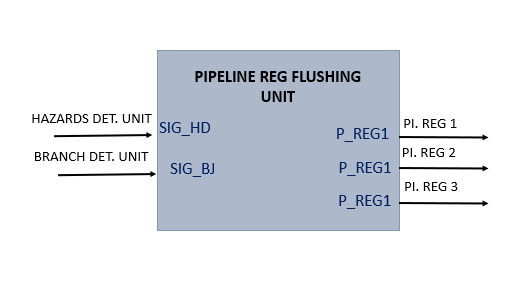 PIPELINE REG FLUSHING
UNIT
HAZARDS DET. UNIT
SIG_HD
BRANCH DET. UNIT
SIG_BJ
P_REG1
PI. REG 1
P_REG1
PI. REG 2
P_REG1
PI. REG 3